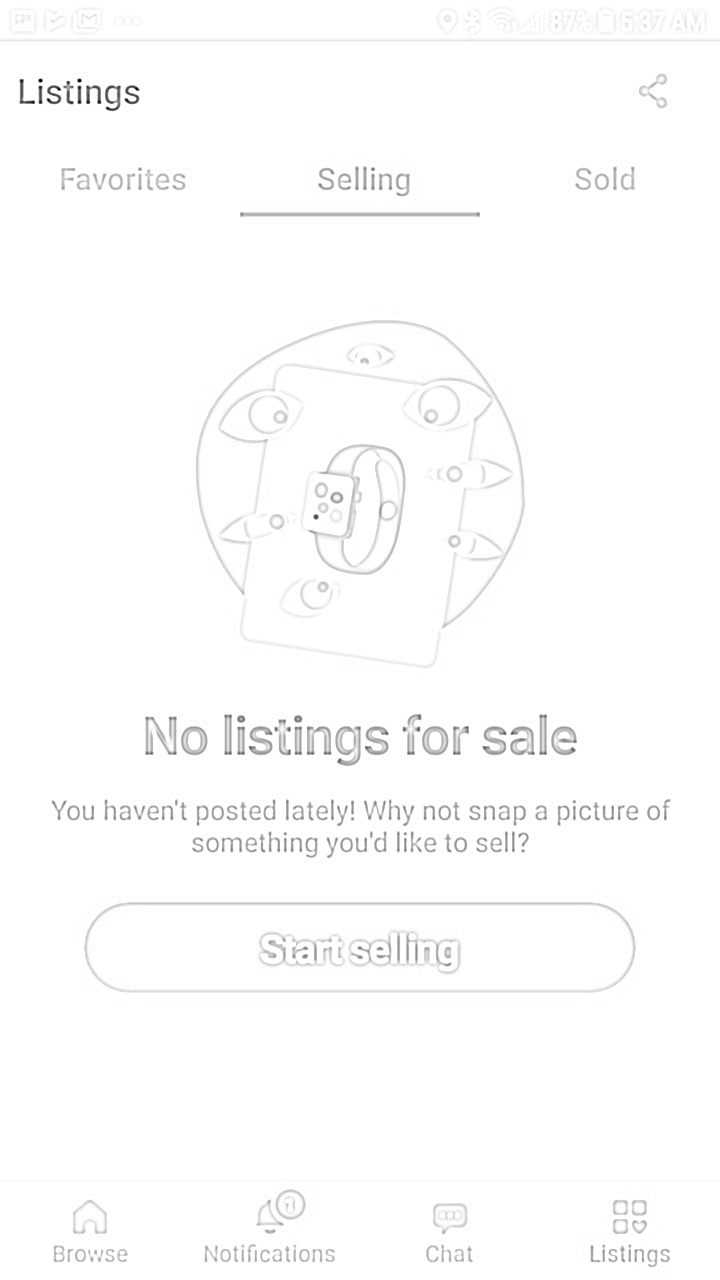 87% 5:37 AM
Listings
Favorites Selling Sold
No listings for sale
You haven't posted lately! Why not snap a picture of
something you'd like to sell?
Start selling
1
Browse Notifications Chat Listings